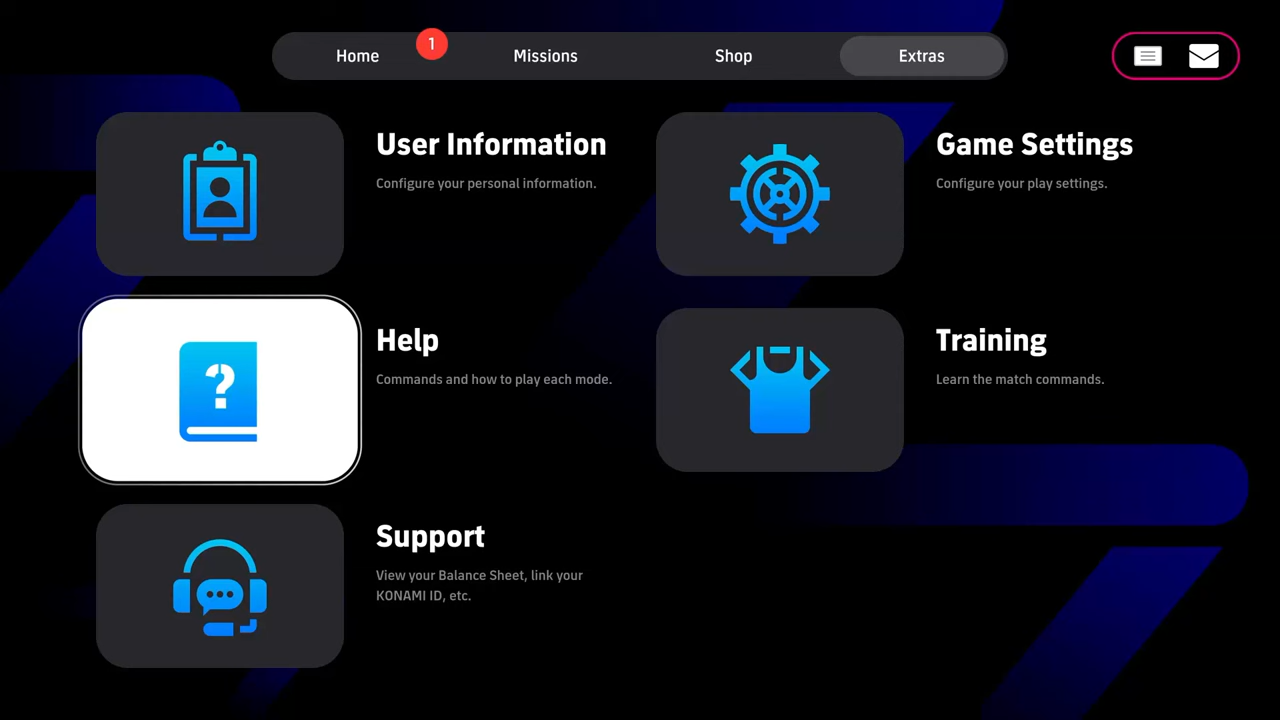 Home
1
Missions
Shop
Extras
User Information
Configure your personal information.
Game Settings
Configure your play settings.
?
Help
Commands and how to play each mode.
Training
Learn the match commands.
Support
View your Balance Sheet, link your
KONAMI ID, etc.